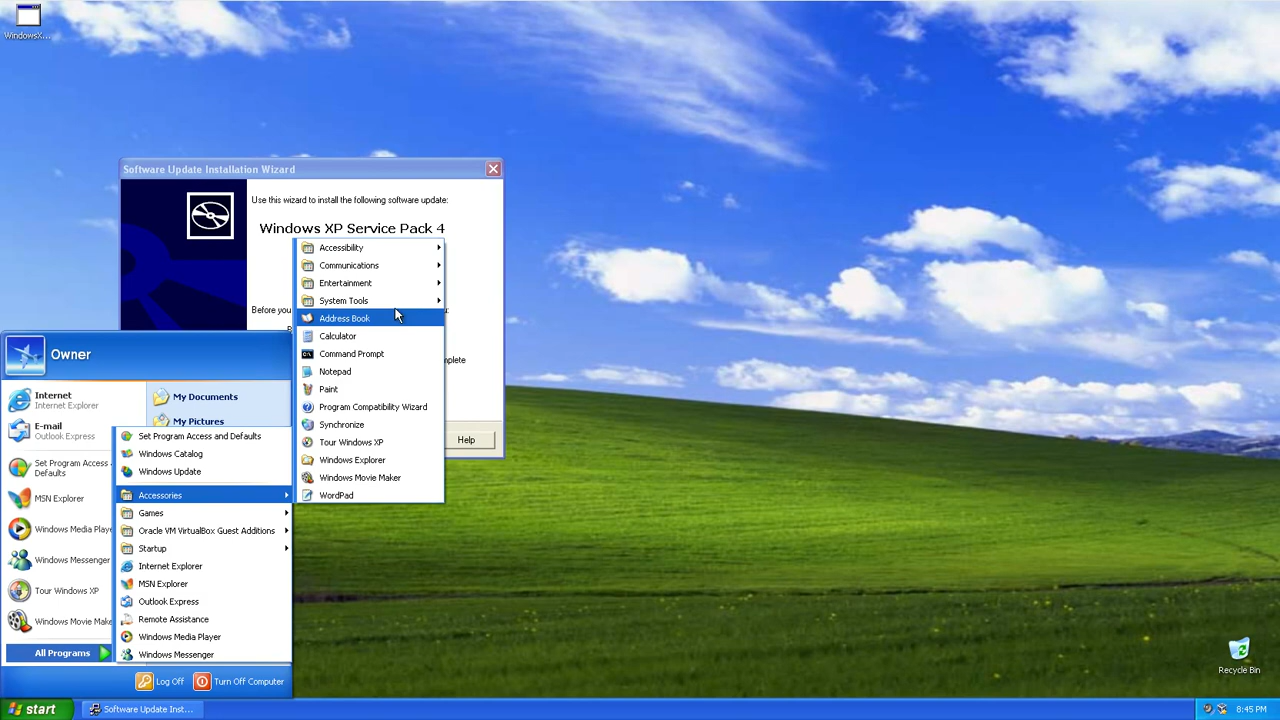 WindowsX...
Software Update Installation Wizard
Use this wizard to install the following software update:
Windows XP Service Pack 4
Before you
u:
mplete
Help
Accessibility
Communications
Entertainment
System Tools
Address Book
Calculator
Command Prompt
Notepad
Paint
Program Compatibility Wizard
Synchronize
Tour Windows XP
Windows Explorer
Windows Movie Maker
WordPad
Owner
Internet
Internet Explorer
E-mail
Outlook Express
Set Program Access
Defaults
MSN Explorer
Windows Media Playe
Windows Messenger
Tour Windows XP
Windows Movie Make
All Programs
My Documents
My Pictures
Set Program Access and Defaults
Windows Catalog
Windows Update
Accessories
Games
Oracle VM VirtualBox Guest Additions
Startup
Internet Explorer
MSN Explorer
Outlook Express
Remote Assistance
Windows Media Player
Windows Messenger
Log Off
Turn Off Computer
Recycle Bin
start
Software Update Inst...
8:45 PM